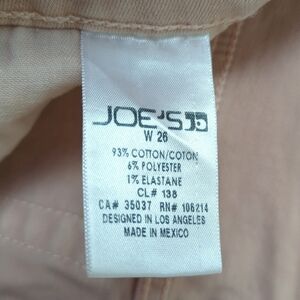 JOE'S
W 26
93% COTTON/COTON
6% POLYESTER
1% ELASTANE
CL# 138
CA# 35037 RN# 106214
DESIGNED IN LOS ANGELES
MADE IN MEXICO